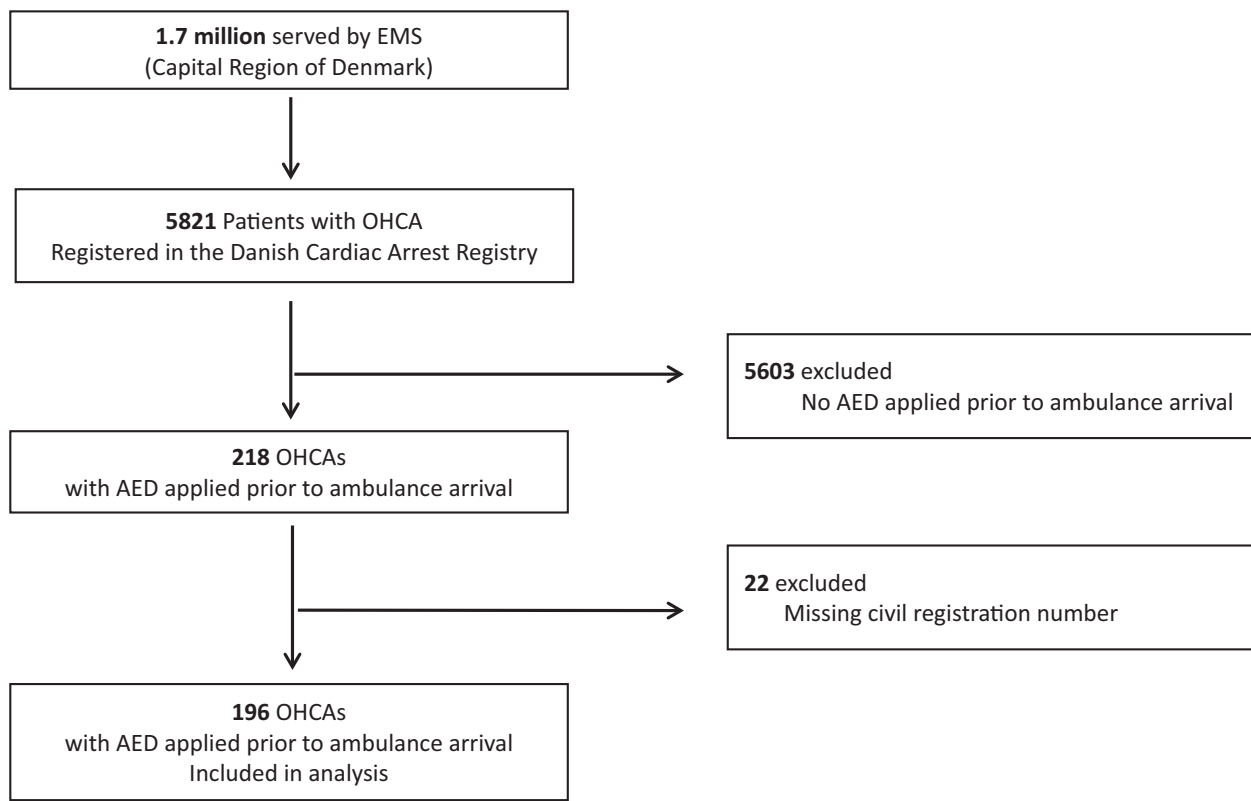 1.7 million served by EMS
(Capital Region of Denmark)
5821 Patients with OHCA
Registered in the Danish Cardiac Arrest Registry
5603 excluded
No AED applied prior to ambulance arrival
218 OHCAs
with AED applied prior to ambulance arrival
22 excluded
Missing civil registration number
196 OHCAs
with AED applied prior to ambulance arrival
Included in analysis